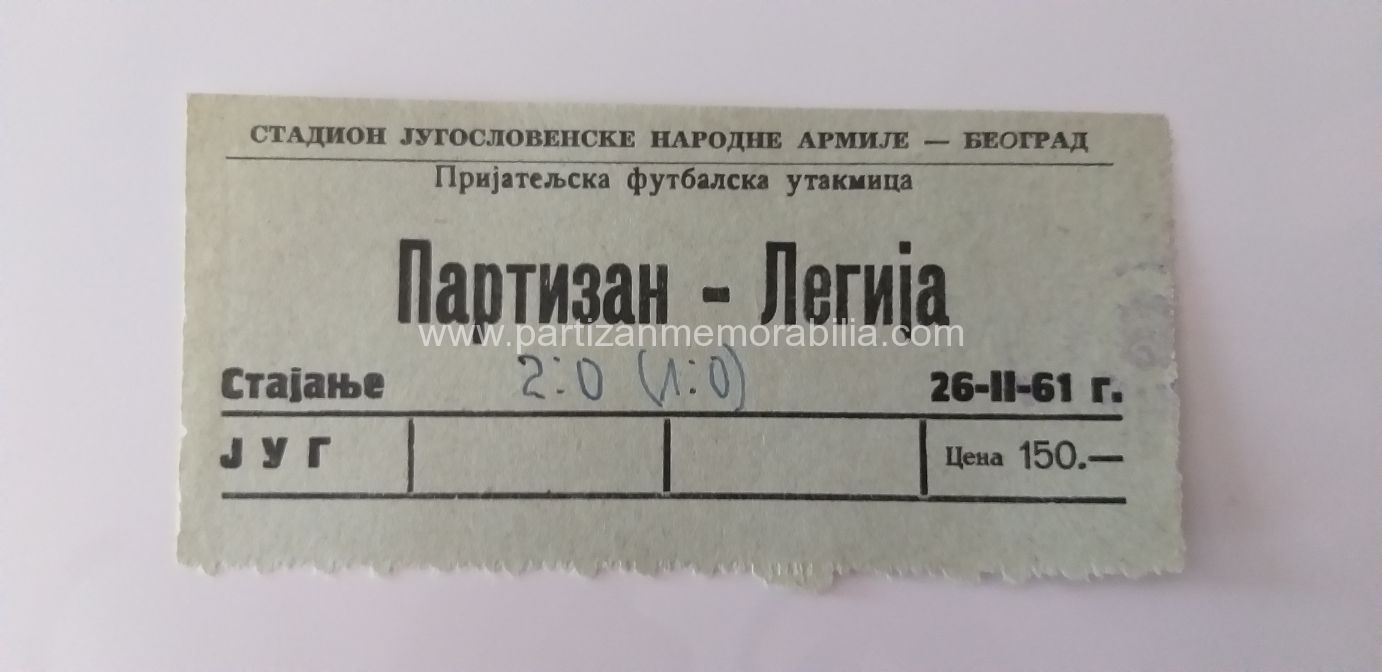 СТАДИОН ЈУГОСЛОВЕНСКЕ НАРОДНЕ АРМИЈЕ — БЕОГРАД
Пријатељска футбалска утакмица
Партизан - Легија
www.partizanmemorabilia.com
Стајање 2:0 (1:0) 26-II-61 г.
ЈУГ Цена 150.—